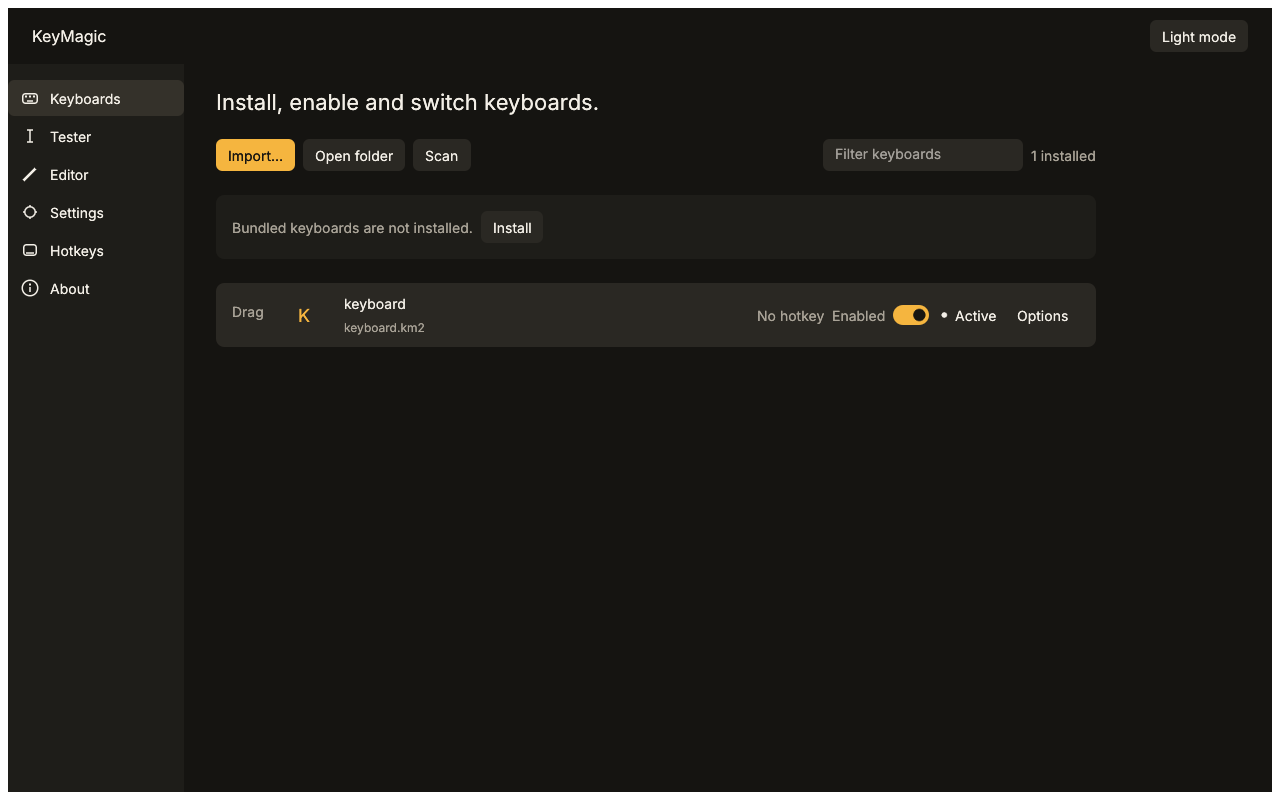 KeyMagic
Light mode
Keyboards
Tester
Editor
Settings
Hotkeys
About
Install, enable and switch keyboards.
Import...
Open folder
Scan
Filter keyboards
1 installed
Bundled keyboards are not installed.
Install
Drag
K
keyboard
keyboard.km2
No hotkey
Enabled
Active
Options